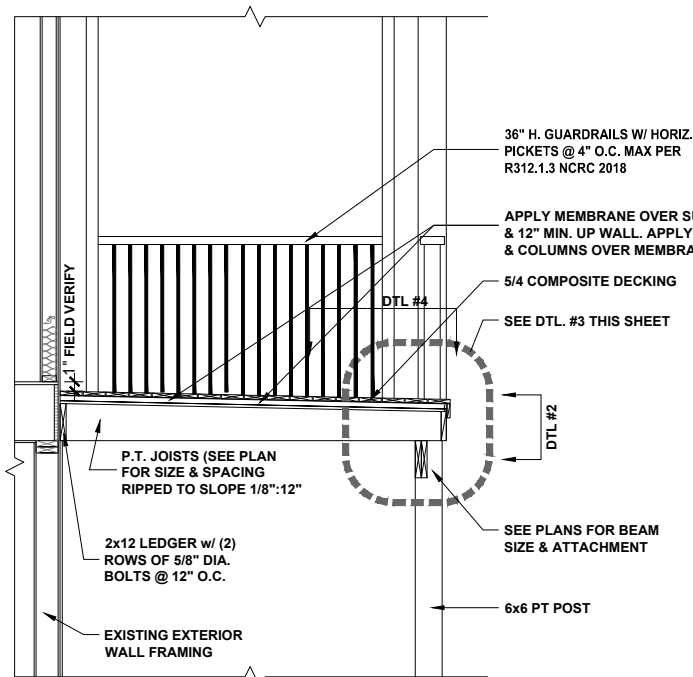 36" H. GUARDRAILS W/ HORIZ.
PICKETS @ 4" O.C. MAX PER
R312.1.3 NCRC 2018
APPLY MEMBRANE OVER
& 12" MIN. UP WALL. APPLY
& COLUMNS OVER
5/4 COMPOSITE DECKING
DTL #4
SEE DTL. #3 THIS SHEET
1" FIELD VERIFY
DTL #2
P.T. JOISTS (SEE PLAN
FOR SIZE & SPACING
RIPPED TO SLOPE 1/8":12"
2x12 LEDGER w/ (2)
ROWS OF 5/8" DIA.
BOLTS @ 12" O.C.
SEE PLANS FOR BEAM
SIZE & ATTACHMENT
6x6 PT POST
EXISTING EXTERIOR
WALL FRAMING